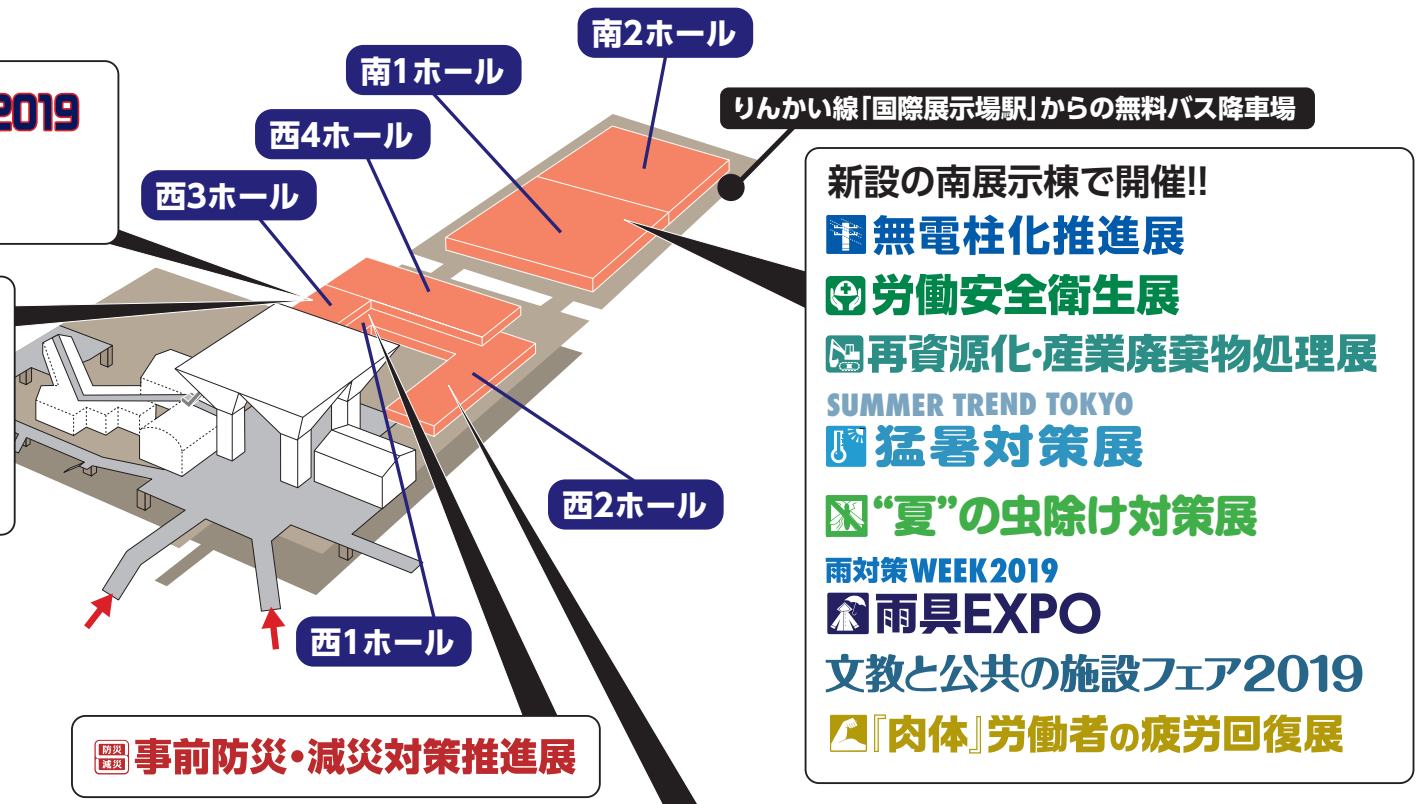 南2ホール
南1ホール
2019
りんかい線「国際展示場駅」からの無料バス降車場
西4ホール
西3ホール
新設の南展示棟で開催!!
無電柱化推進展
労働安全衛生展
再資源化・産業廃棄物処理展
SUMMER TREND TOKYO
猛暑対策展
西2ホール
“夏”の虫除け対策展
雨対策WEEK2019
雨具EXPO
西1ホール
文教と公共の施設フェア2019
『肉体』労働者の疲労回復展
防災
減災
事前防災・減災対策推進展